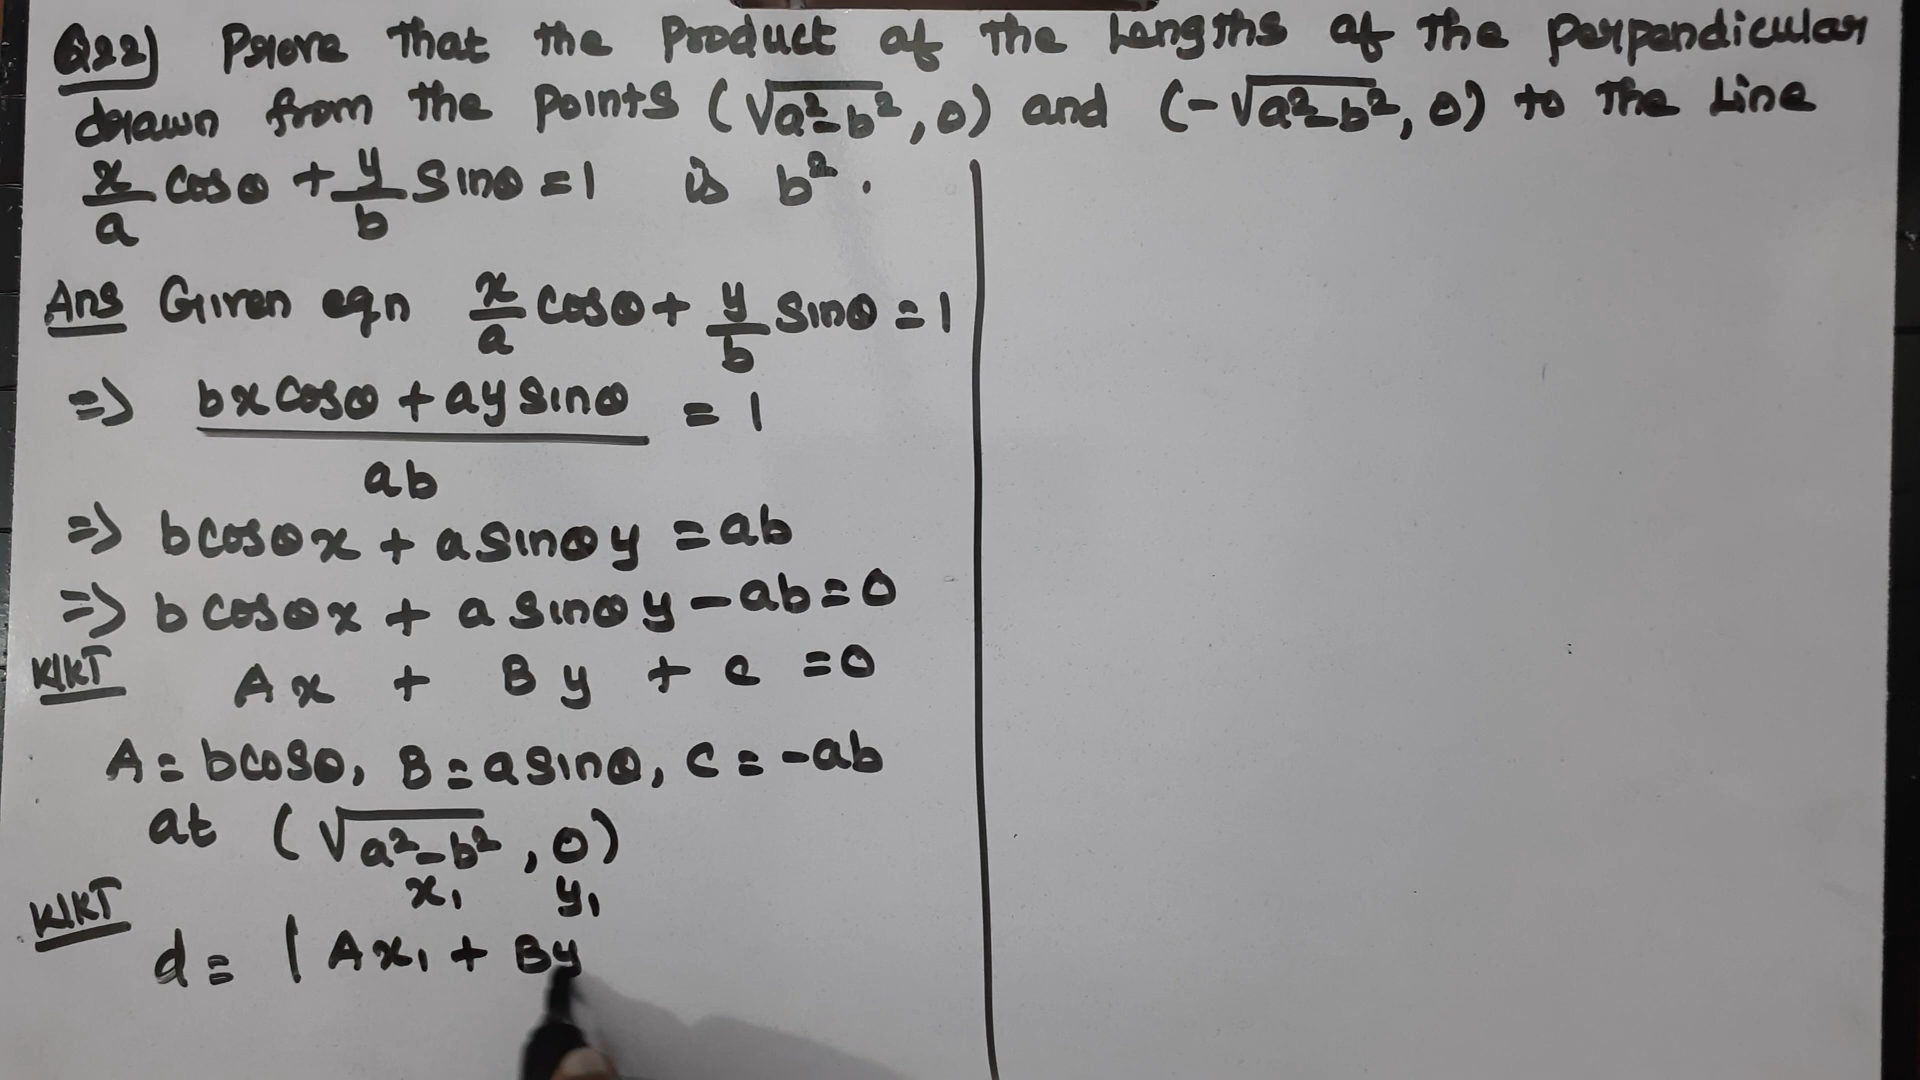 Q22) Prove that the product of the lengths of the perpendicular
drawn from the points (√a²-b², 0) and (-√a²-b², 0) to the line
x/a cosθ + y/b sinθ = 1 is b².
Ans Given eqn x/a cosθ + y/b sinθ = 1
=> bx cosθ + ay sinθ / ab = 1
=> b cosθ x + a sinθ y = ab
=> b cosθ x + a sinθ y - ab = 0
WKT Ax + By + c = 0
A = b cosθ, B = a sinθ, C = -ab
at (√a²-b², 0)
x₁ y₁
WKT
d = | Ax₁ + By